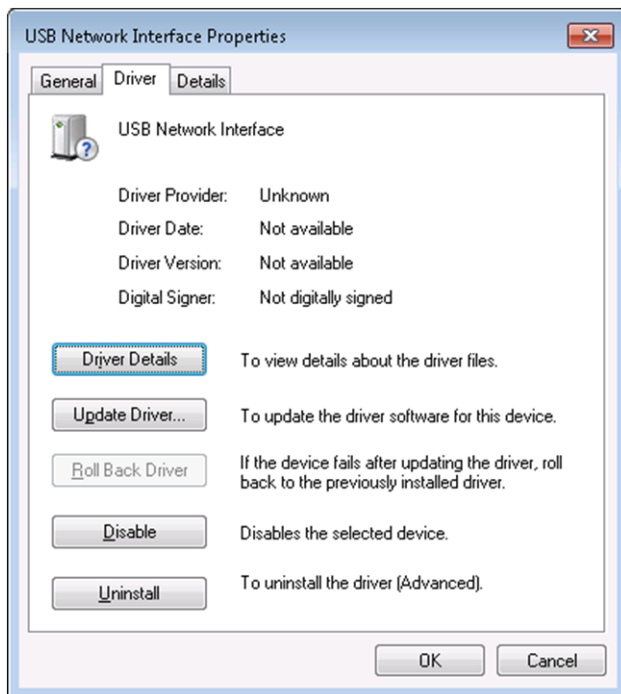 USB Network Interface Properties
General Driver Details
USB Network Interface
Driver Provider: Unknown
Driver Date: Not available
Driver Version: Not available
Digital Signer: Not digitally signed
Driver Details To view details about the driver files.
Update Driver... To update the driver software for this device.
Roll Back Driver If the device fails after updating the driver, roll
back to the previously installed driver.
Disable Disables the selected device.
Uninstall To uninstall the driver (Advanced).
OK Cancel